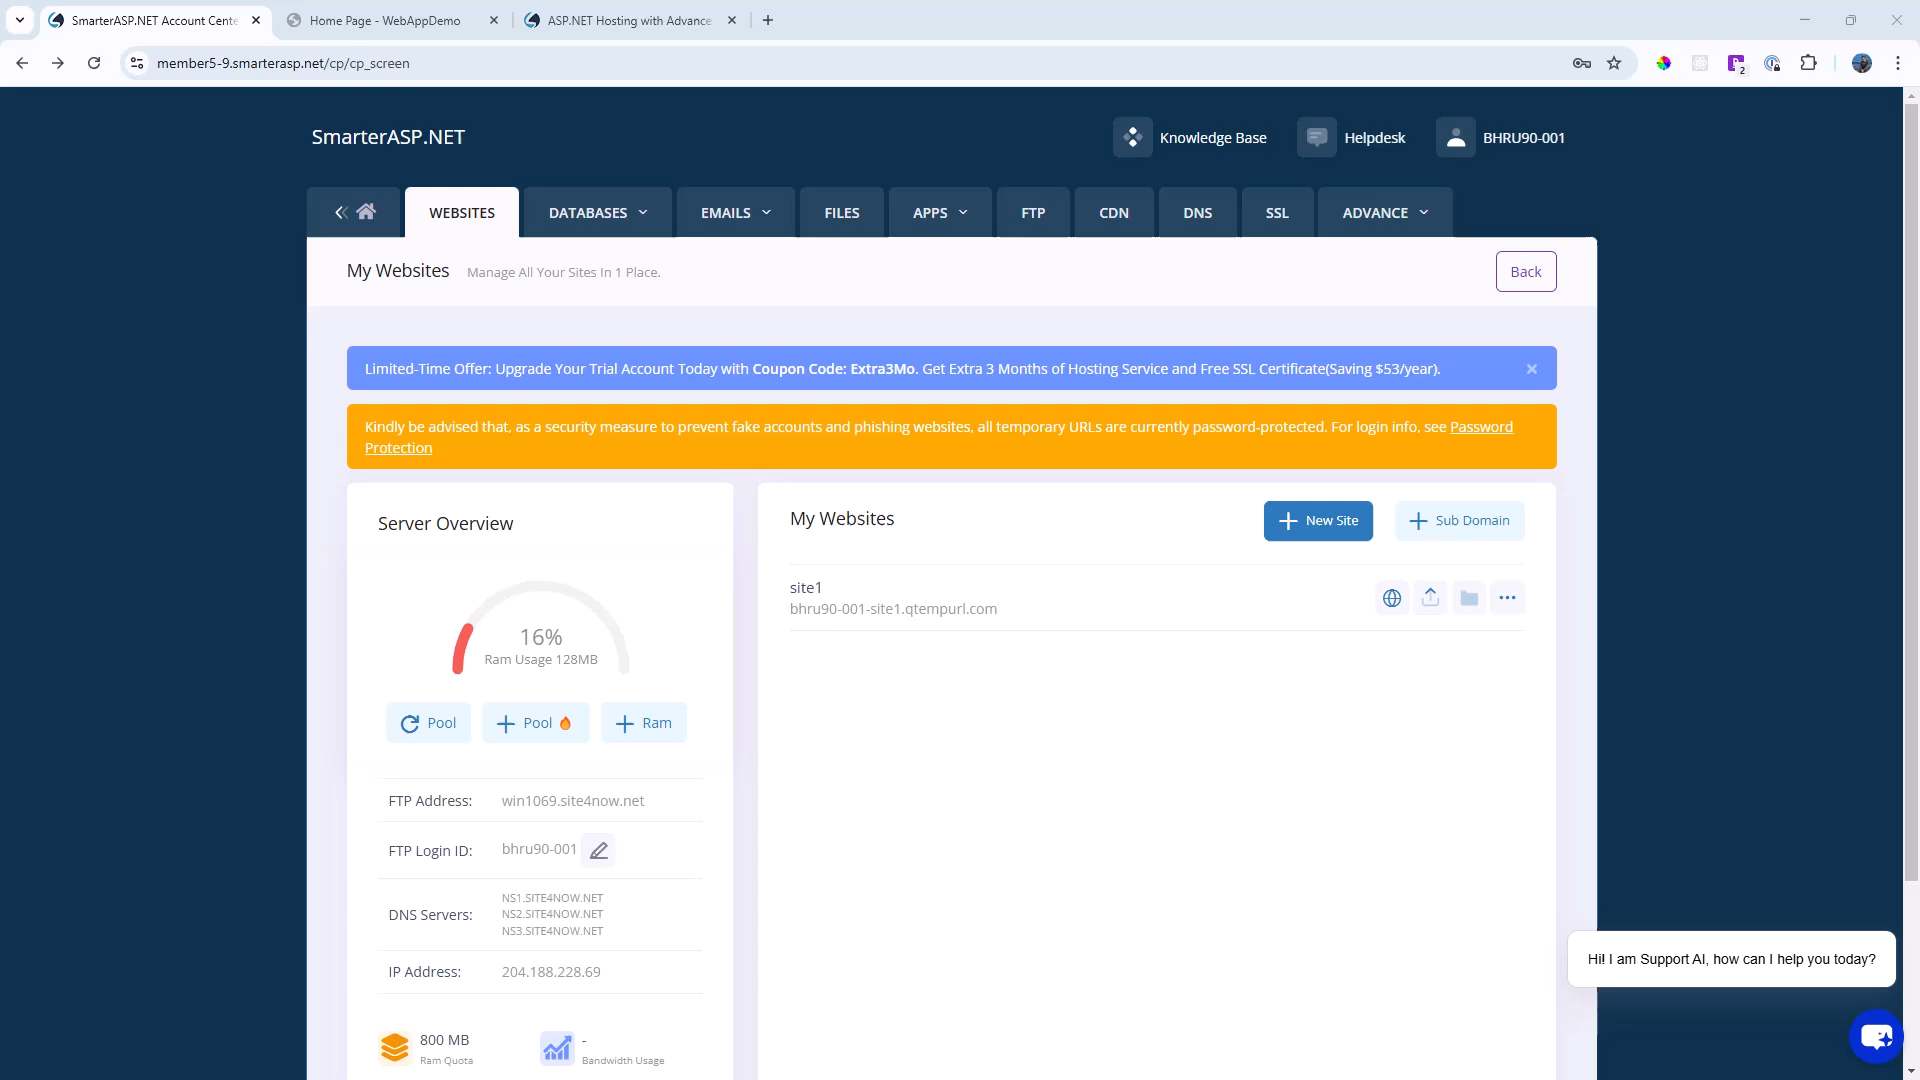 SmarterASP.NET Account Cente
Home Page - WebAppDemo
ASP.NET Hosting with Advance
member5-9.smarterasp.net/cp/cp_screen
2
SmarterASP.NET
Knowledge Base
Helpdesk
BHRU90-001
WEBSITES
DATABASES
EMAILS
FILES
APPS
FTP
CDN
DNS
SSL
ADVANCE
My Websites
Manage All Your Sites In 1 Place.
Back
Limited-Time Offer: Upgrade Your Trial Account Today with Coupon Code: Extra3Mo. Get Extra 3 Months of Hosting Service and Free SSL Certificate(Saving $53/year).
Kindly be advised that, as a security measure to prevent fake accounts and phishing websites, all temporary URLs are currently password-protected. For login info, see Password
Protection
Server Overview
16%
Ram Usage 128MB
Pool
Pool
Ram
FTP Address: win1069.site4now.net
FTP Login ID: bhru90-001
DNS Servers:
NS1.SITE4NOW.NET
NS2.SITE4NOW.NET
NS3.SITE4NOW.NET
IP Address: 204.188.228.69
800 MB
Ram Quota
-
Bandwidth Usage
My Websites
New Site
Sub Domain
site1
bhru90-001-site1.qtempurl.com
Hi! I am Support AI, how can I help you today?